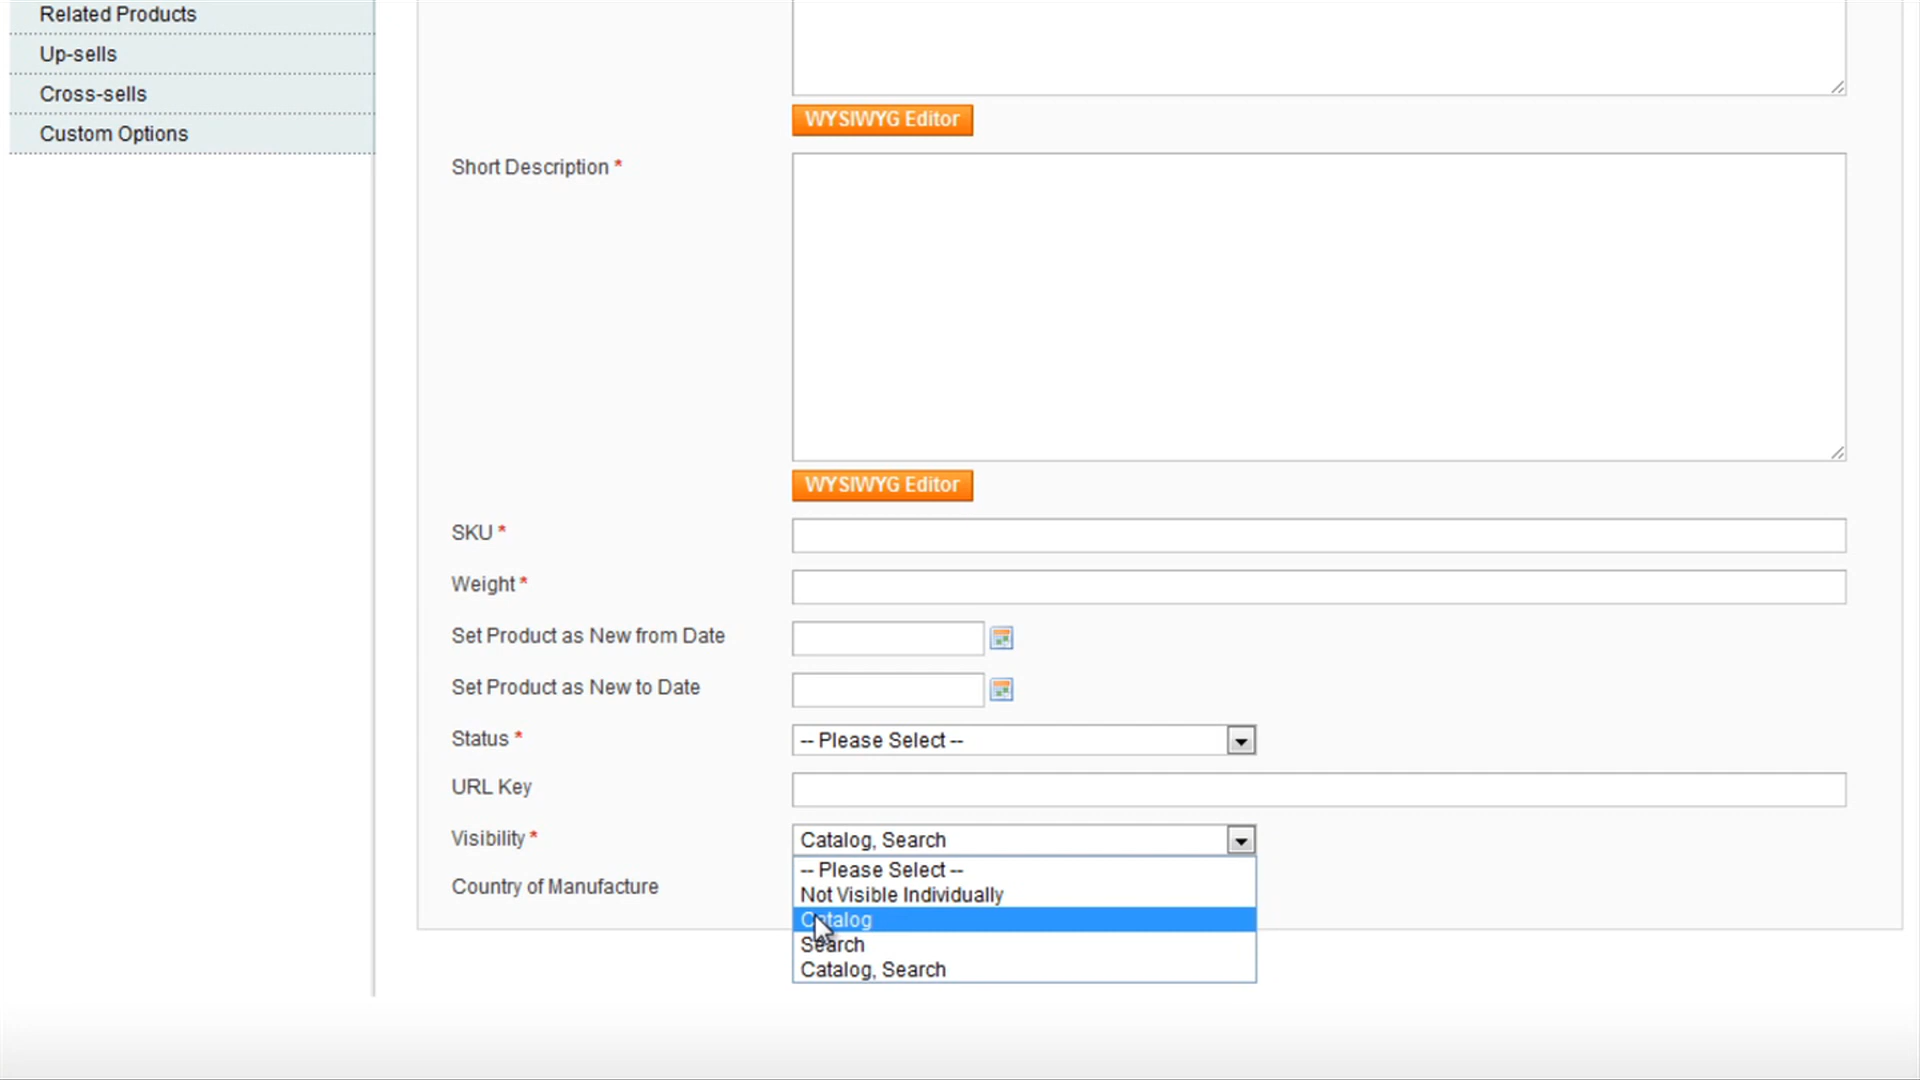 Related Products
Up-sells
Cross-sells
Custom Options
WYSIWYG Editor
Short Description *
WYSIWYG Editor
SKU *
Weight *
Set Product as New from Date
Set Product as New to Date
Status *
-- Please Select --
URL Key
Visibility *
Catalog, Search
-- Please Select --
Country of Manufacture
Not Visible Individually
Catalog
Search
Catalog, Search